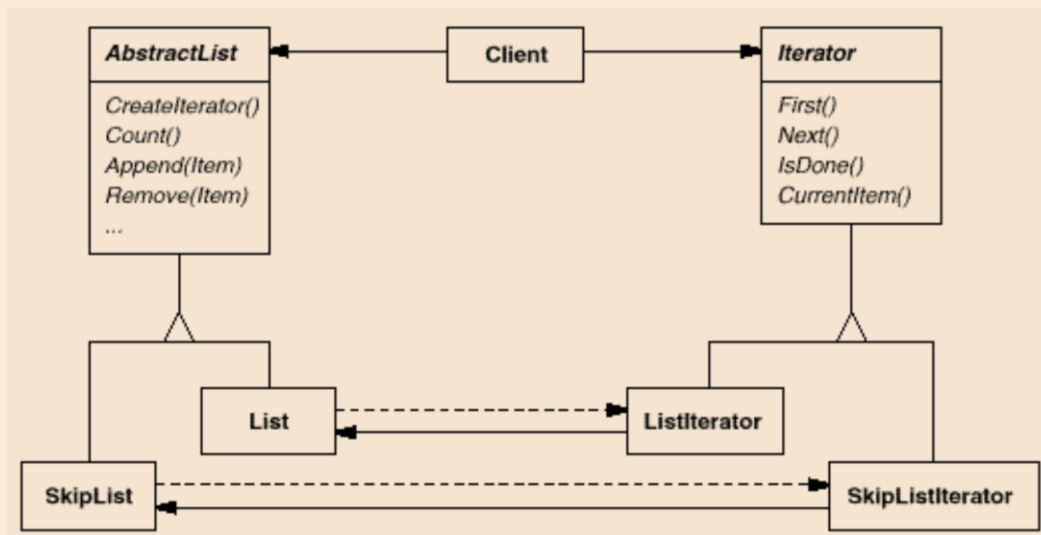 AbstractList
CreateIterator()
Count()
Append(Item)
Remove(Item)
...
Client
Iterator
First()
Next()
IsDone()
CurrentItem()
List
ListIterator
SkipList
SkipListIterator